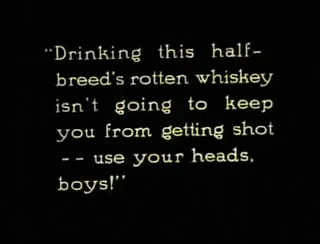 “Drinking this half-
breed's rotten whiskey
isn't going to keep
you from getting shot
-- use your heads,
boys!”